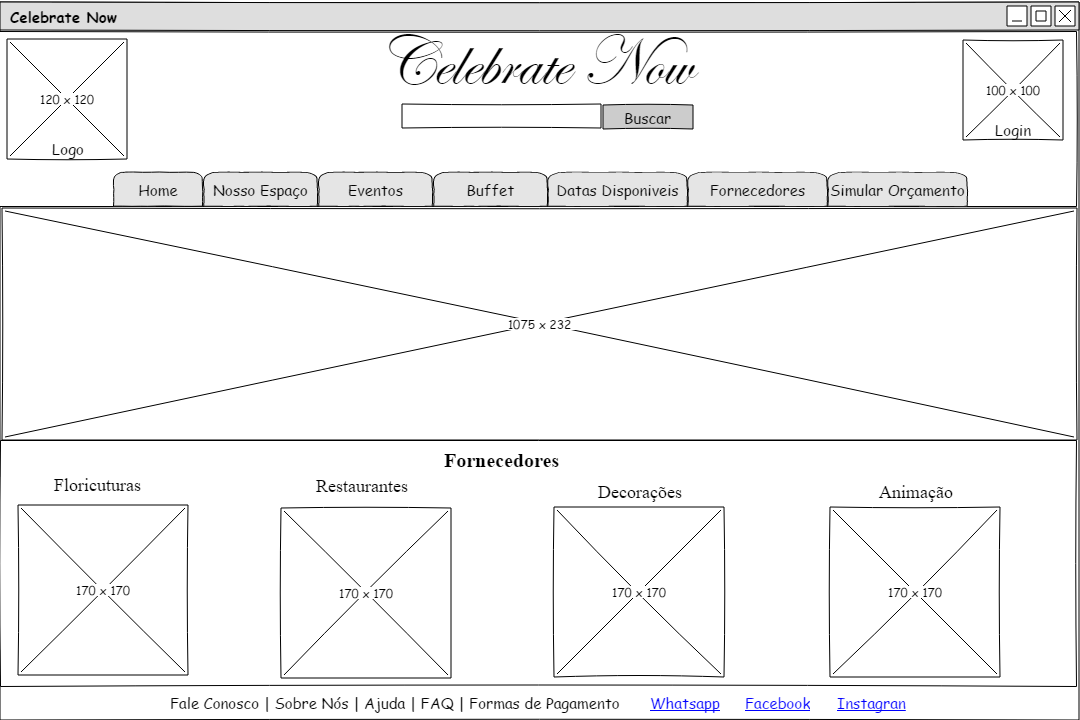 Celebrate Now
Celebrate Now
120 x 120
Logo
100 x 100
Login
Buscar
Home Nosso Espaço Eventos Buffet Datas Disponiveis Fornecedores Simular Orçamento
1075 x 232
Fornecedores
Floricuturas Restaurantes Decorações Animação
170 x 170 170 x 170 170 x 170 170 x 170
Fale Conosco | Sobre Nós | Ajuda | FAQ | Formas de Pagamento Whatsapp Facebook Instagran